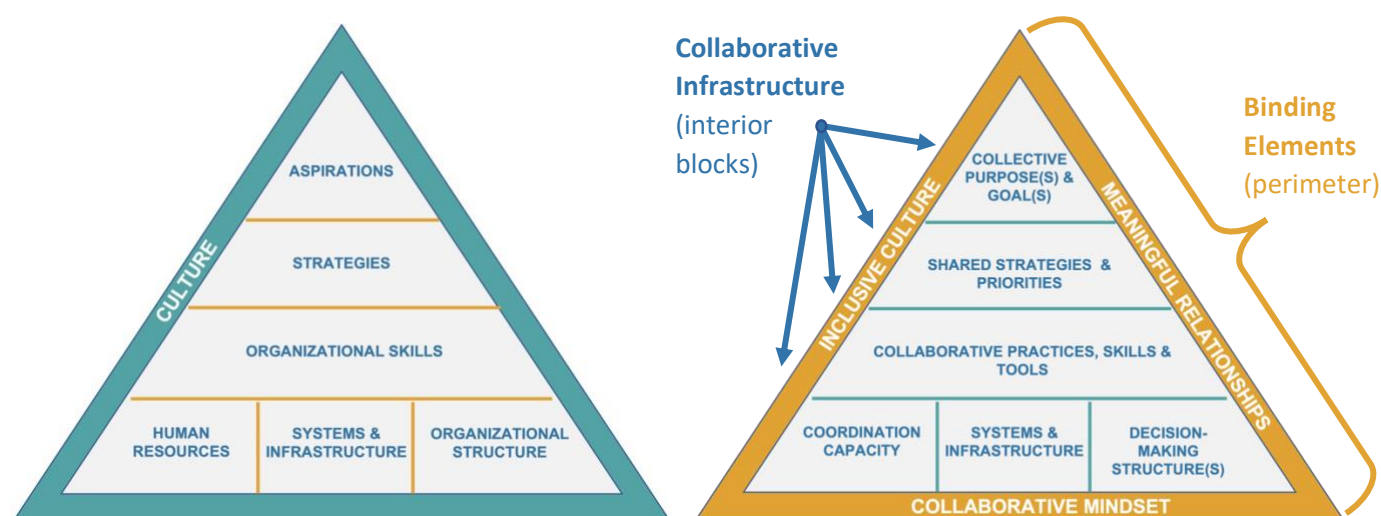 CULTURE
ASPIRATIONS
STRATEGIES
ORGANIZATIONAL SKILLS
HUMAN
RESOURCES
SYSTEMS &
INFRASTRUCTURE
ORGANIZATIONAL
STRUCTURE
Collaborative
Infrastructure
(interior
blocks)
INCLUSIVE CULTURE
MEANINGFUL RELATIONSHIPS
COLLECTIVE
PURPOSE(S) &
GOAL(S)
SHARED STRATEGIES &
PRIORITIES
COLLABORATIVE PRACTICES, SKILLS &
TOOLS
COORDINATION
CAPACITY
SYSTEMS &
INFRASTRUCTURE
DECISION-
MAKING
STRUCTURE(S)
COLLABORATIVE MINDSET
Binding
Elements
(perimeter)